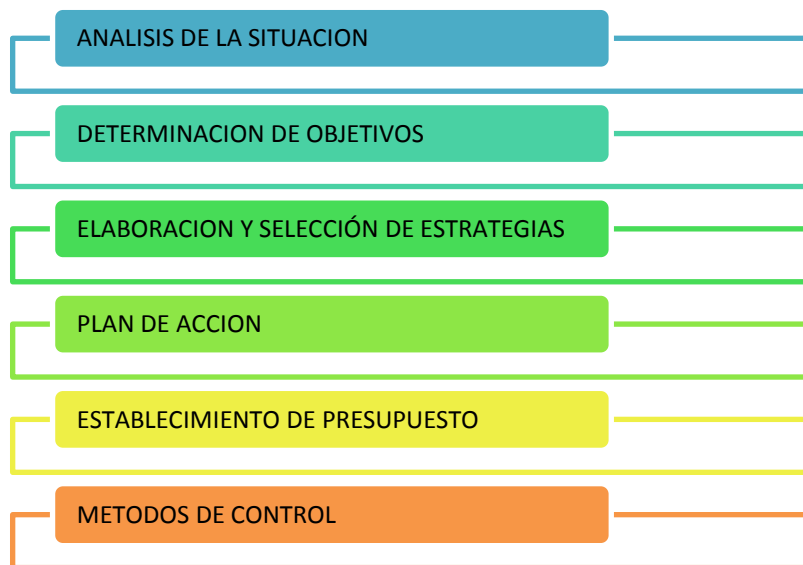 ANALISIS DE LA SITUACION
DETERMINACION DE OBJETIVOS
ELABORACION Y SELECCIÓN DE ESTRATEGIAS
PLAN DE ACCION
ESTABLECIMIENTO DE PRESUPUESTO
METODOS DE CONTROL